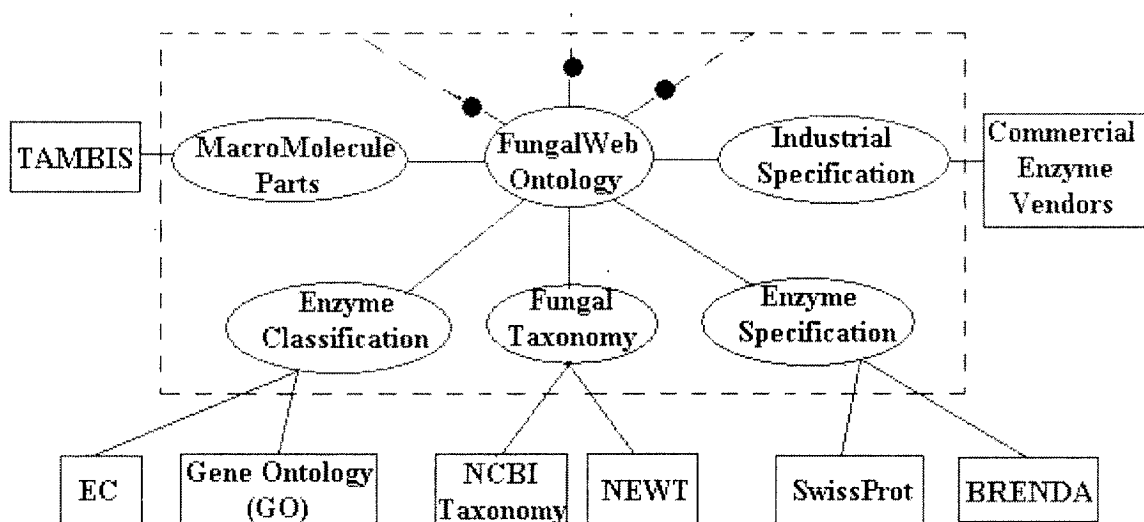 TAMBIS
MacroMolecule
Parts
FungalWeb
Ontology
Industrial
Specification
Commercial
Enzyme
Vendors
Enzyme
Classification
Fungal
Taxonomy
Enzyme
Specification
EC
Gene Ontology
(GO)
NCBI
Taxonomy
NEWT
SwissProt
BRENDA